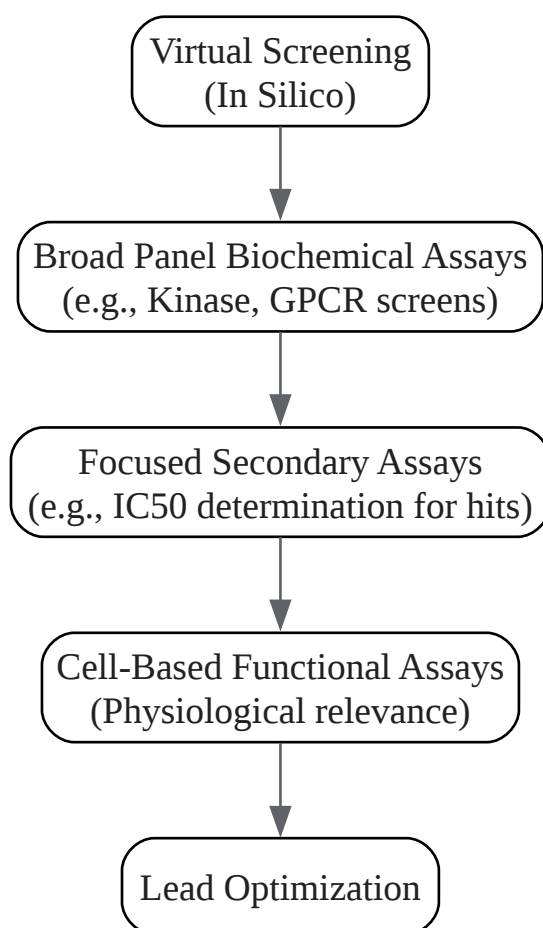 Virtual Screening
(In Silico)
Broad Panel Biochemical Assays
(e.g., Kinase, GPCR screens)
Focused Secondary Assays
(e.g., IC50 determination for hits)
Cell-Based Functional Assays
(Physiological relevance)
Lead Optimization